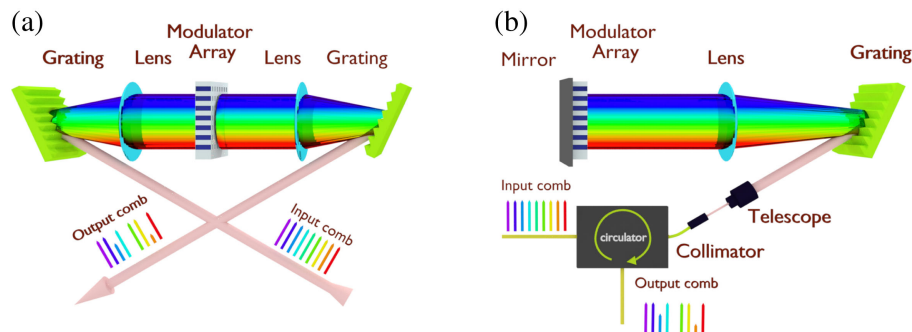 (a)
Modulator
Array
Grating
Lens
Lens
Grating
Output comb
Input comb
(b)
Modulator
Array
Mirror
Lens
Grating
Input comb
circulator
Telescope
Collimator
Output comb